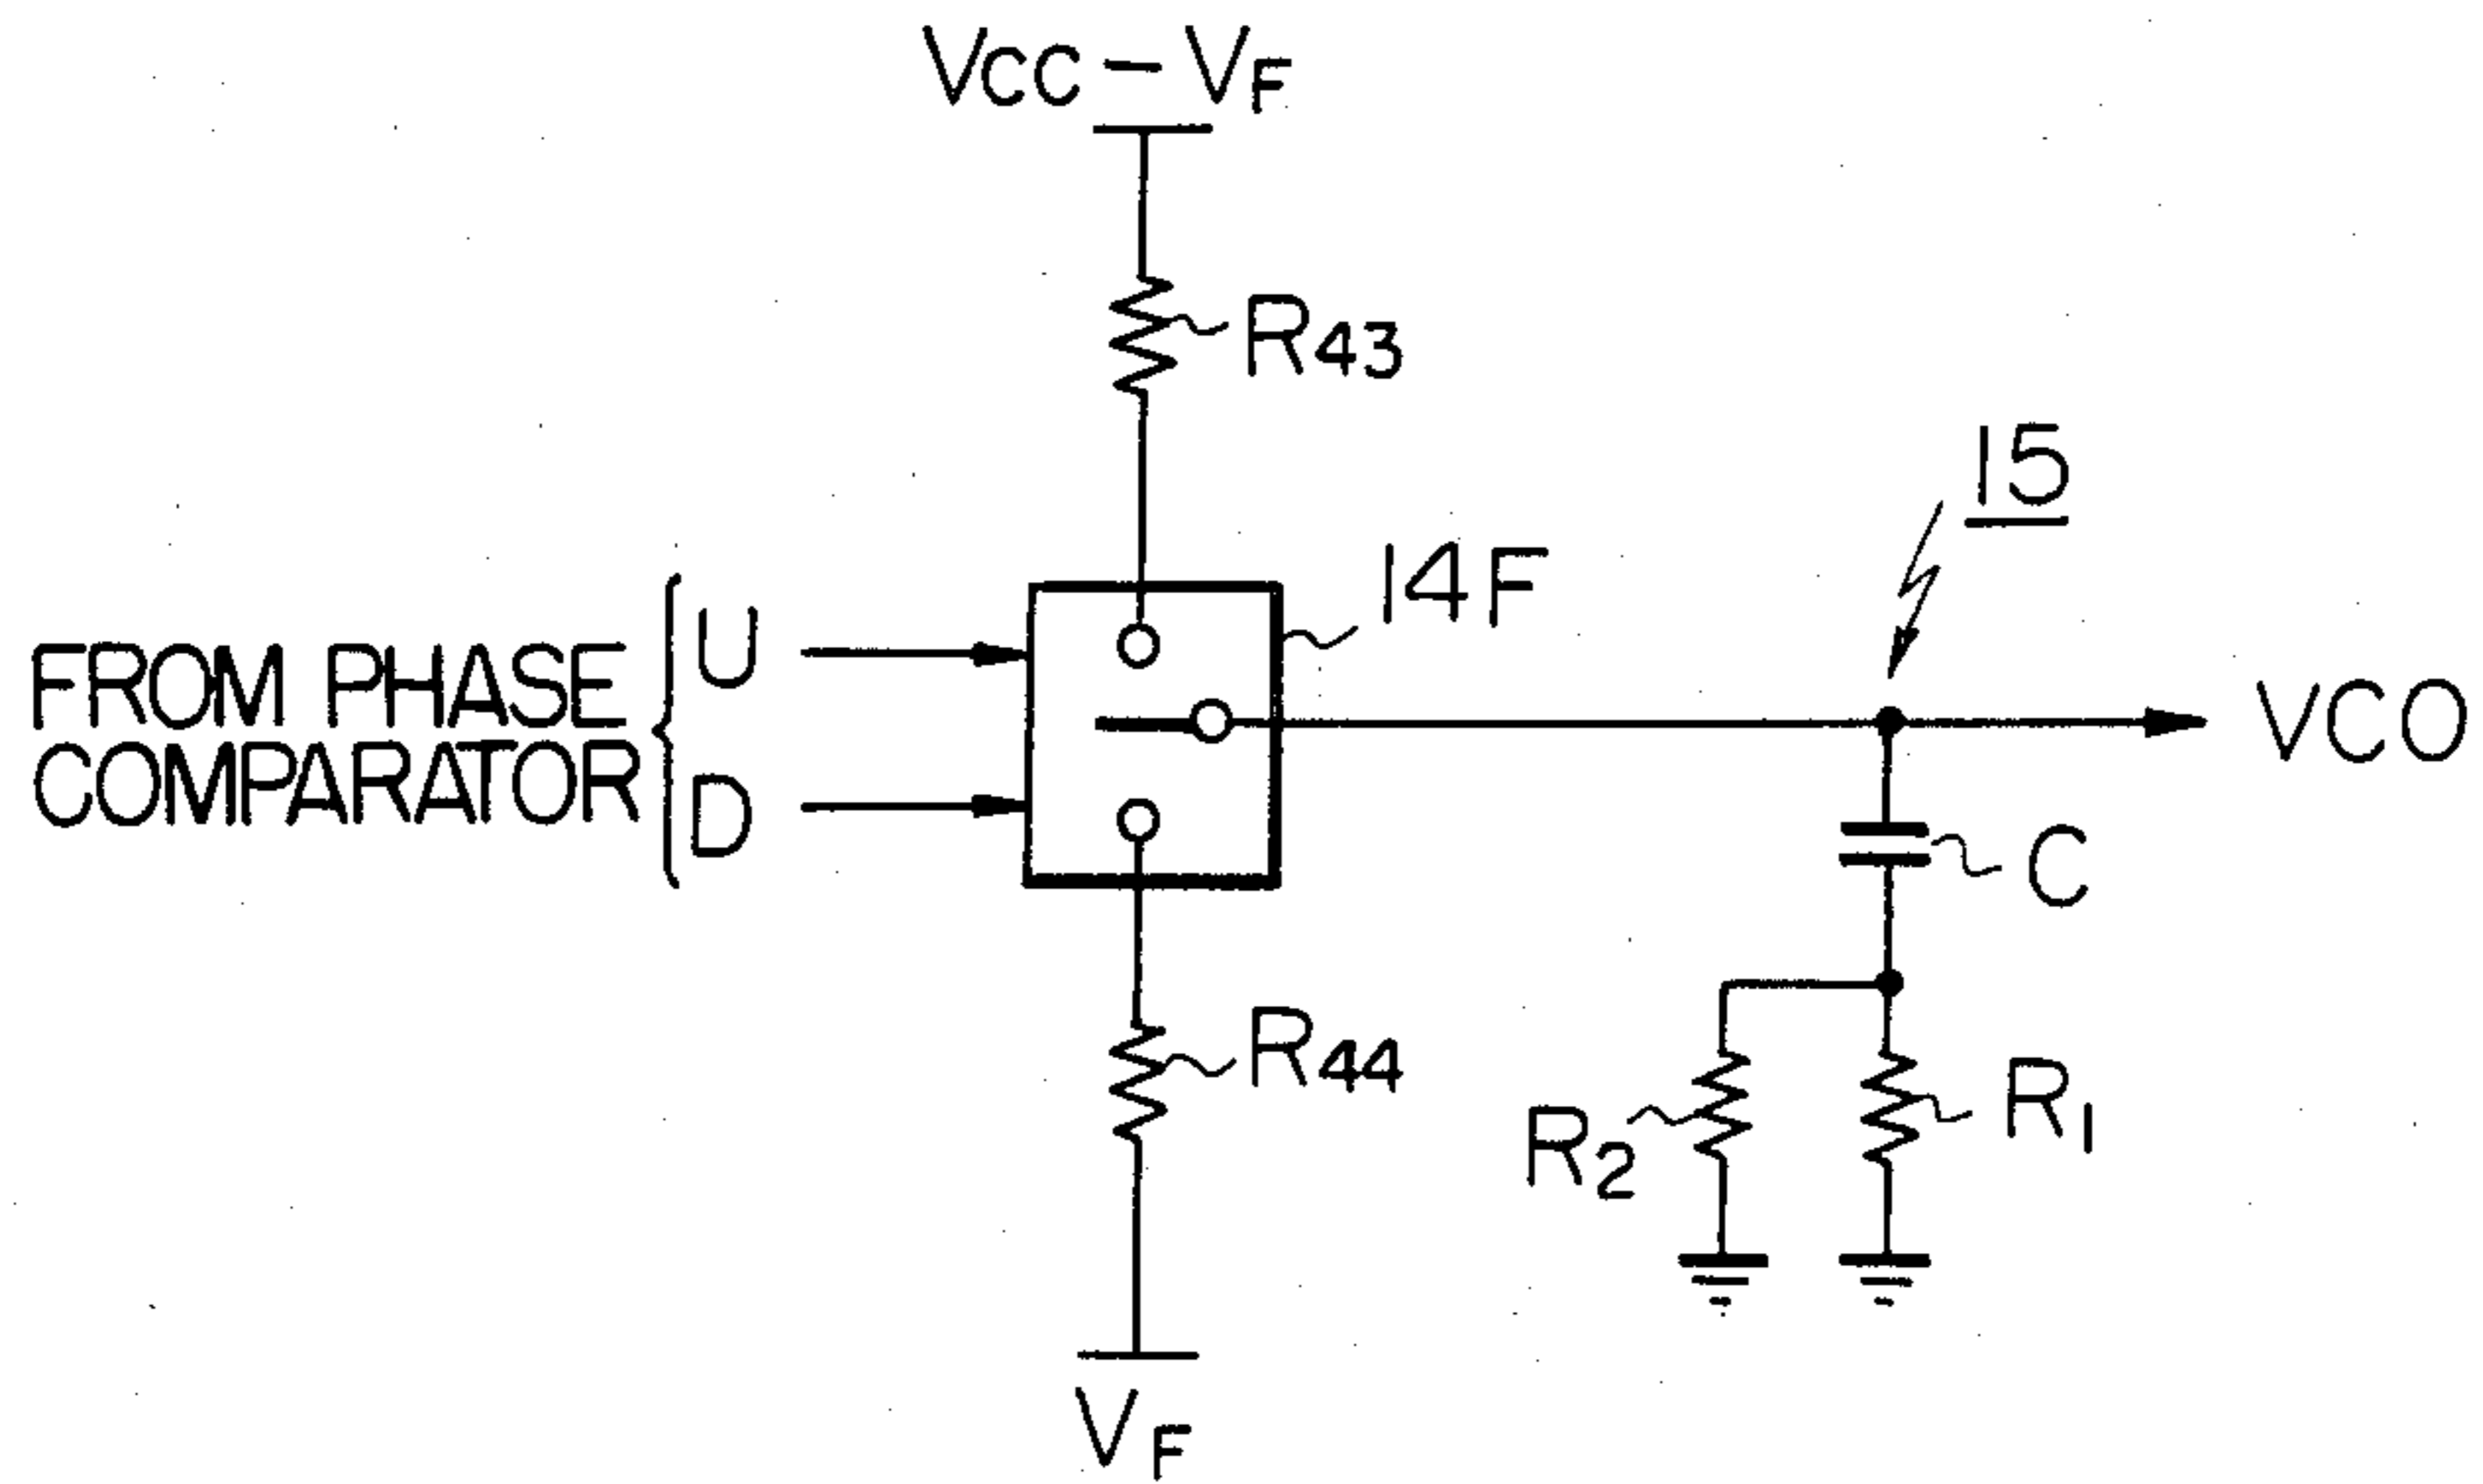 VCC – VF
R43
15
14F
FROM PHASE
COMPARATOR
U
D
VCO
C
R44
R2
R1
VF